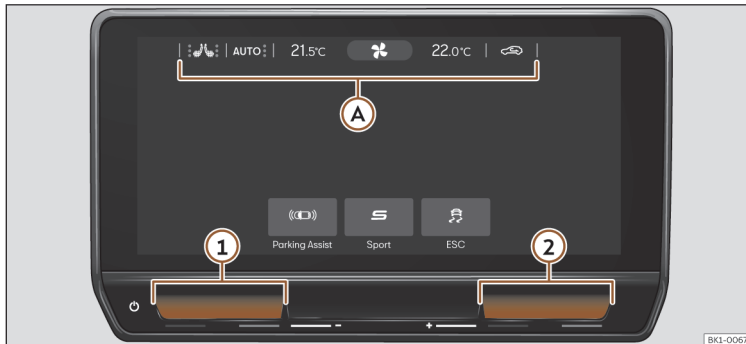 AUTO 21.5°C 22.0°C
A
Parking Assist Sport ESC
1 2
- +
BK1-0067